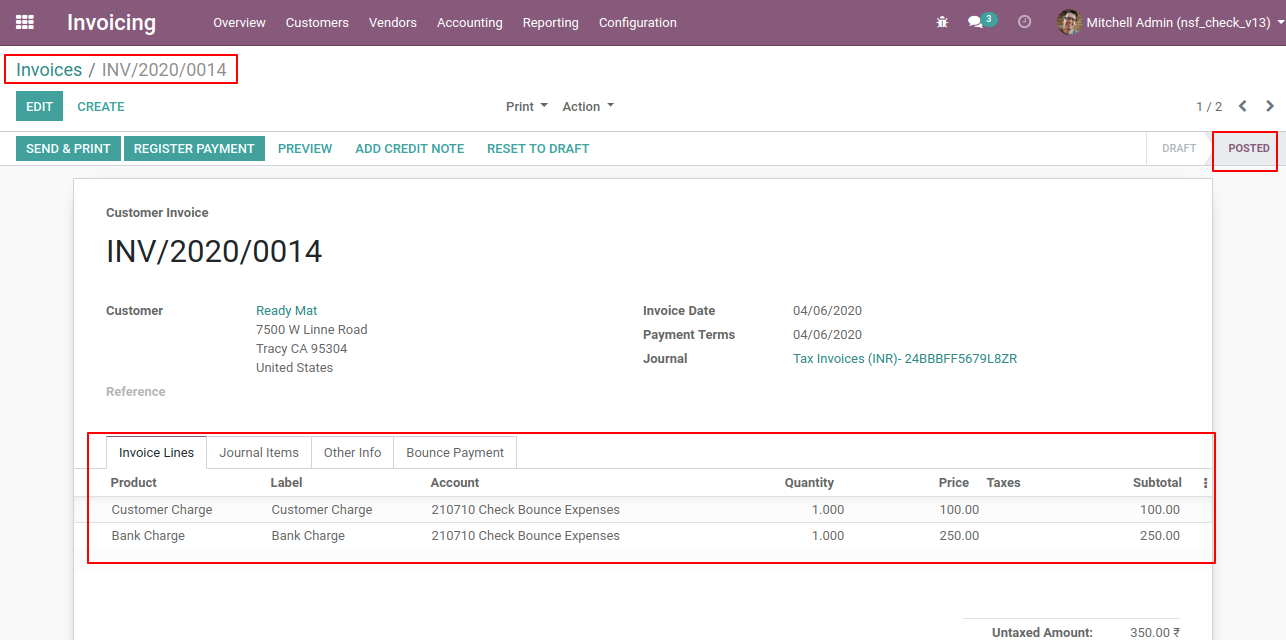 Invoicing Overview Customers Vendors Accounting Reporting Configuration 3 Mitchell Admin (nsf_check_v13)
Invoices / INV/2020/0014
EDIT CREATE Print Action 1 / 2
SEND & PRINT REGISTER PAYMENT PREVIEW ADD CREDIT NOTE RESET TO DRAFT DRAFT POSTED
Customer Invoice
INV/2020/0014
Customer Ready Mat Invoice Date 04/06/2020
7500 W Linne Road
Payment Terms 04/06/2020
Tracy CA 95304
Journal Tax Invoices (INR)- 24BBBFF5679L8ZR
United States
Reference
Invoice Lines Journal Items Other Info Bounce Payment
Product Label Account Quantity Price Taxes Subtotal
Customer Charge Customer Charge 210710 Check Bounce Expenses 1.000 100.00 100.00
Bank Charge Bank Charge 210710 Check Bounce Expenses 1.000 250.00 250.00
Untaxed Amount: 350.00 ₹